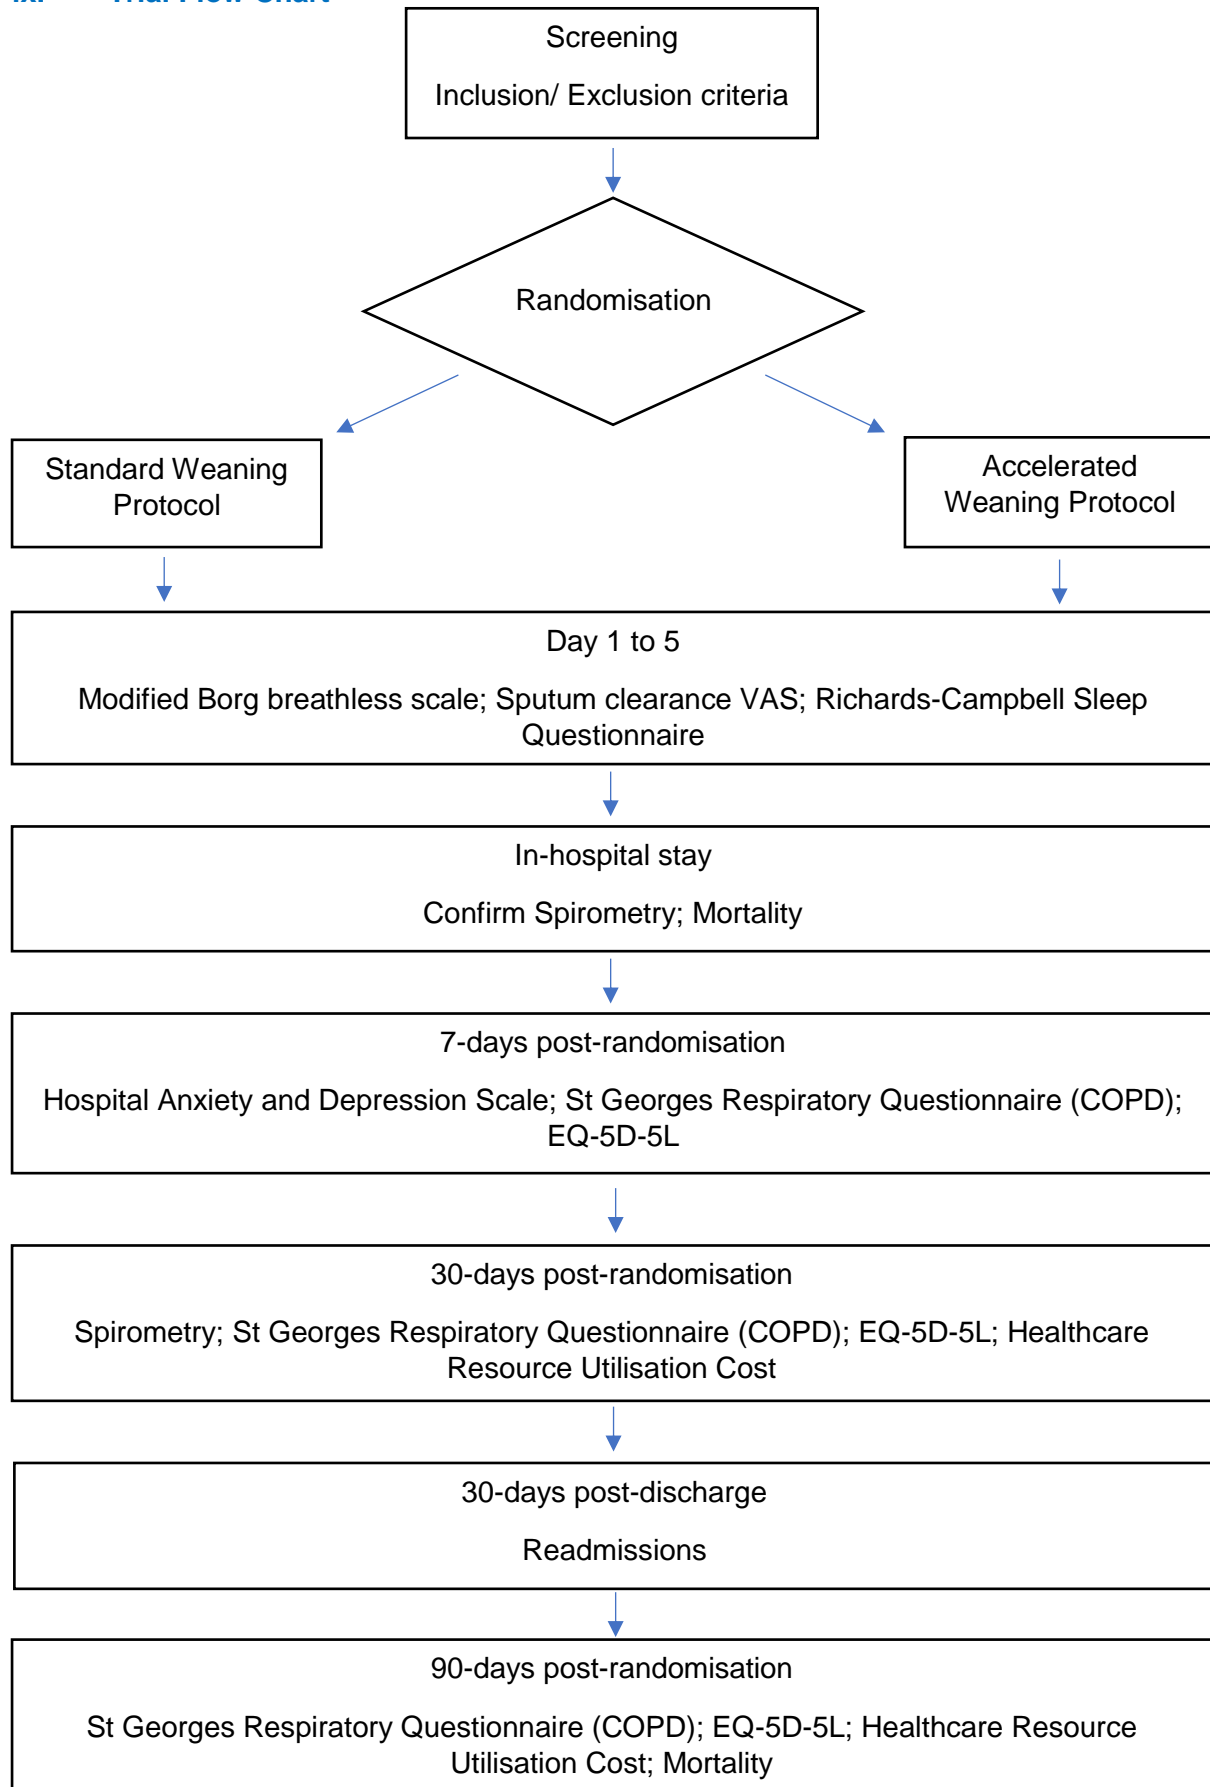 ix. Trial Flow Chart
Screening
Inclusion/ Exclusion criteria
Randomisation
Standard Weaning
Protocol
Accelerated
Weaning Protocol
Day 1 to 5
Modified Borg breathless scale; Sputum clearance VAS; Richards-Campbell Sleep
Questionnaire
In-hospital stay
Confirm Spirometry; Mortality
7-days post-randomisation
Hospital Anxiety and Depression Scale; St Georges Respiratory Questionnaire (COPD);
EQ-5D-5L
30-days post-randomisation
Spirometry; St Georges Respiratory Questionnaire (COPD); EQ-5D-5L; Healthcare
Resource Utilisation Cost
30-days post-discharge
Readmissions
90-days post-randomisation
St Georges Respiratory Questionnaire (COPD); EQ-5D-5L; Healthcare Resource
Utilisation Cost; Mortality